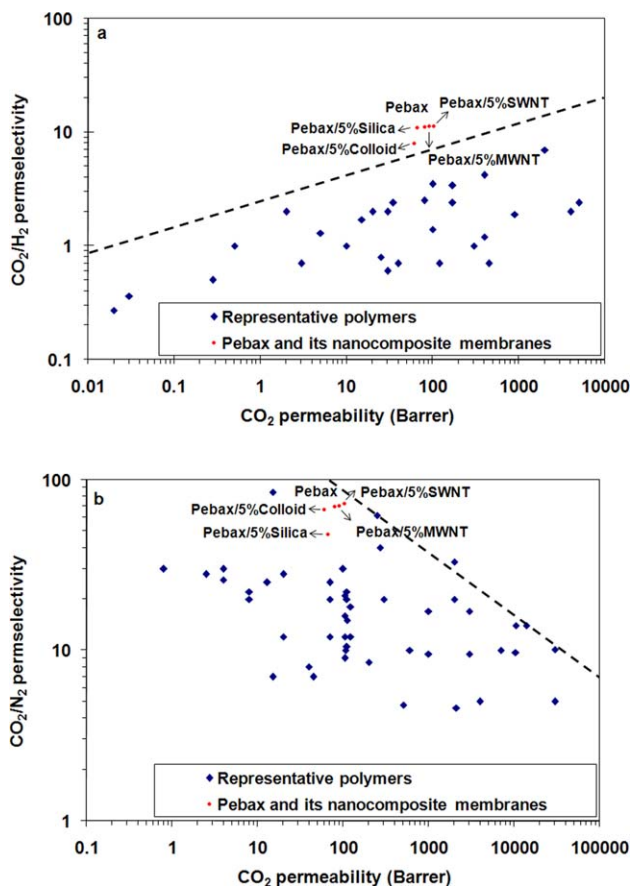 a
100
10
1
0.1
CO₂/H₂ permselectivity
Pebax
Pebax/5%SWNT
Pebax/5%Silica
Pebax/5%Colloid
Pebax/5%MWNT
Representative polymers
Pebax and its nanocomposite membranes
0.01 0.1 1 10 100 1000 10000
CO₂ permeability (Barrer)
b
100
10
1
CO₂/N₂ permselectivity
Pebax
Pebax/5%SWNT
Pebax/5%Colloid
Pebax/5%Silica
Pebax/5%MWNT
Representative polymers
Pebax and its nanocomposite membranes
0.1 1 10 100 1000 10000 100000
CO₂ permeability (Barrer)